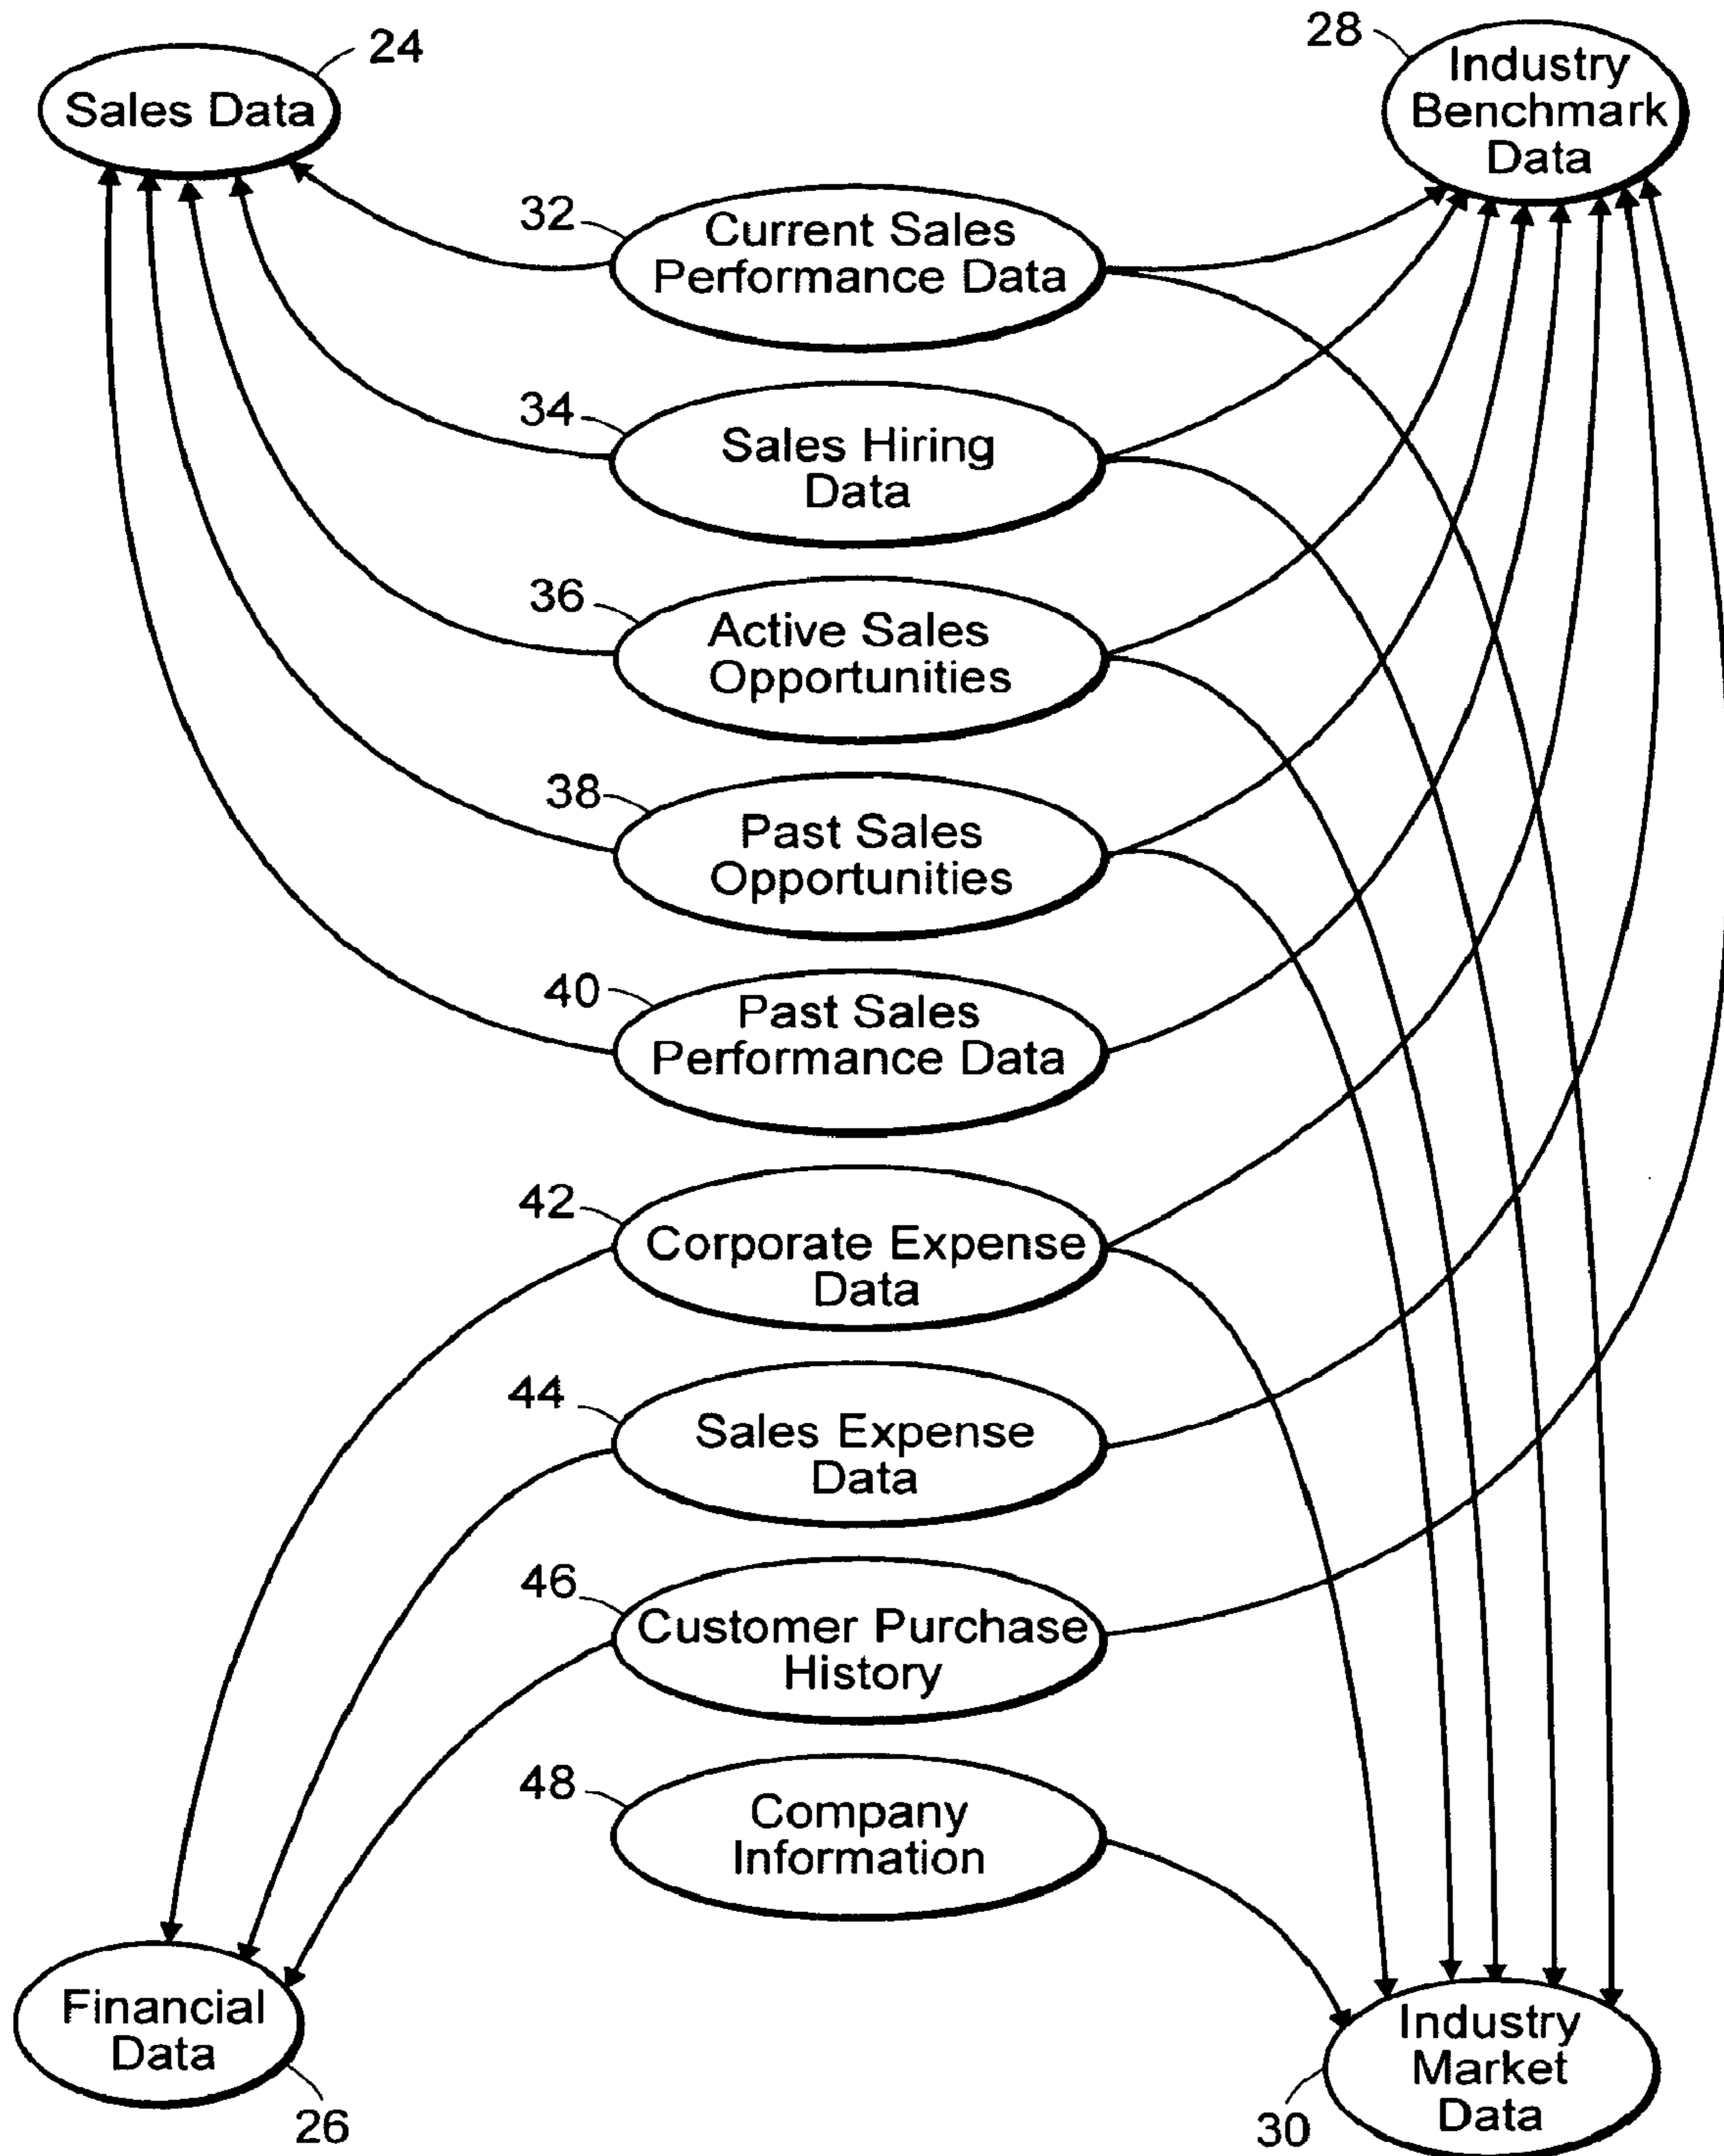 24
Sales Data
28
Industry
Benchmark
Data
32
Current Sales
Performance Data
34
Sales Hiring
Data
36
Active Sales
Opportunities
38
Past Sales
Opportunities
40
Past Sales
Performance Data
42
Corporate Expense
Data
44
Sales Expense
Data
46
Customer Purchase
History
48
Company
Information
Financial
Data
26
Industry
Market
Data
30